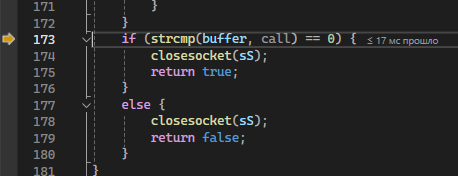 171 }
172 }
173 if (strcmp(buffer, call) == 0) { ≤ 17 мс прошло
174 closesocket(sS);
175 return true;
176 }
177 else {
178 closesocket(sS);
179 return false;
180 }
181 }